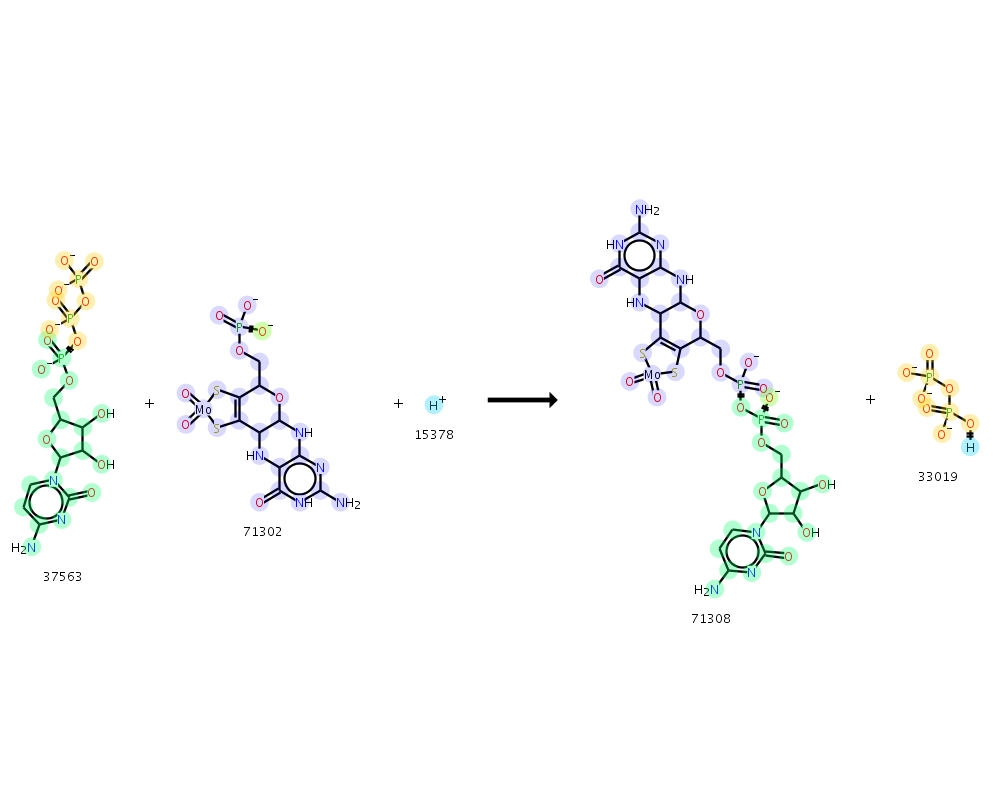 O⁻ O
P
O⁻
O O
P
O⁻
O O
P
O⁻
O
OH
O
OH
N
O
N
H₂N
37563
+
O⁻
O P O⁻
O
O S O
Mo
O S
NH
HN
N
O NH NH₂
71302
+
H⁺
15378
NH₂
HN N
O NH
HN
O
S
Mo S
O O
O⁻
O
P O
O O⁻
P O
O
O OH
OH
N
O
N
H₂N
71308
+
O
O⁻ P
O
O⁻
O P
O
O⁻
H
33019